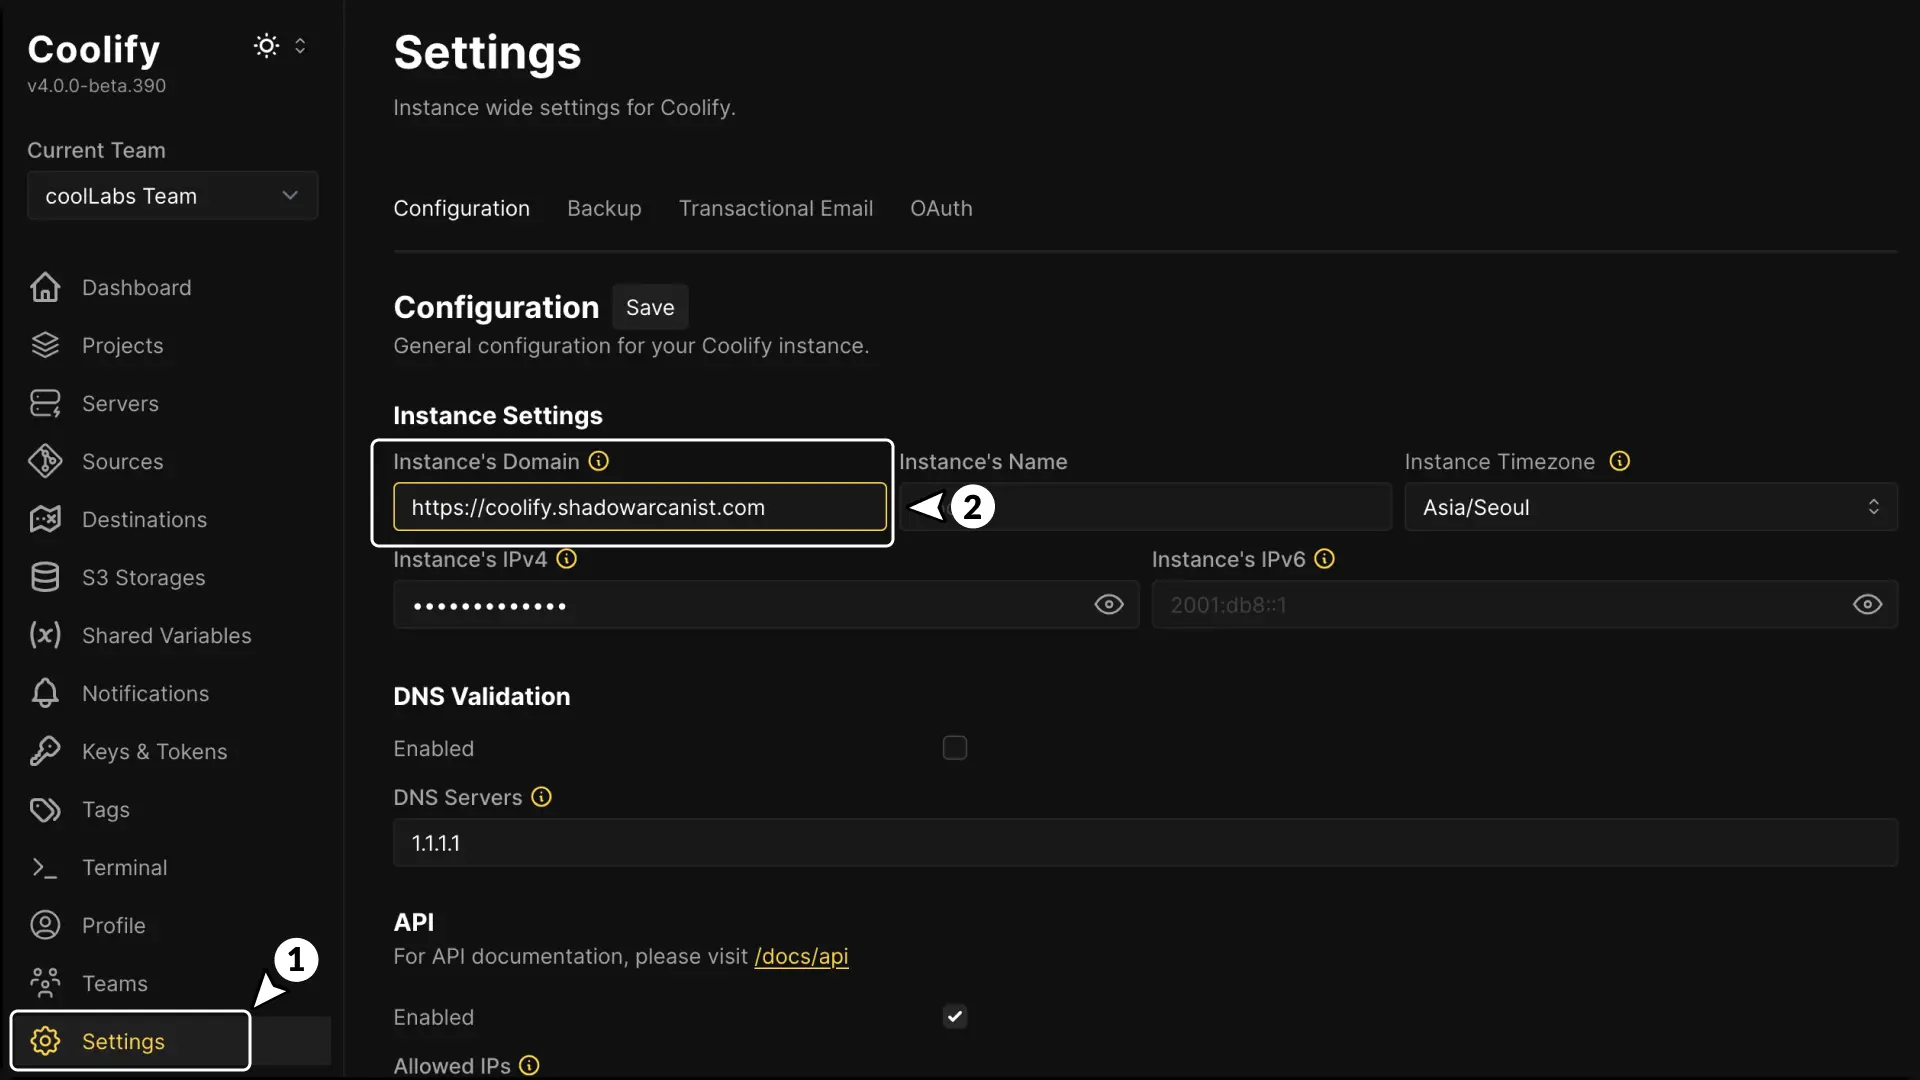 Coolify
v4.0.0-beta.390
Current Team
coolLabs Team
Dashboard
Projects
Servers
Sources
Destinations
S3 Storages
Shared Variables
Notifications
Keys & Tokens
Tags
Terminal
Profile
Teams
1
Settings
Settings
Instance wide settings for Coolify.
Configuration Backup Transactional Email OAuth
Configuration Save
General configuration for your Coolify instance.
Instance Settings
Instance's Domain Instance's Name Instance Timezone
https://coolify.shadowarcanist.com 2 Asia/Seoul
Instance's IPv4 Instance's IPv6
••••••••••••• 2001:db8::1
DNS Validation
Enabled
DNS Servers
1.1.1.1
API
For API documentation, please visit /docs/api
Enabled
Allowed IPs